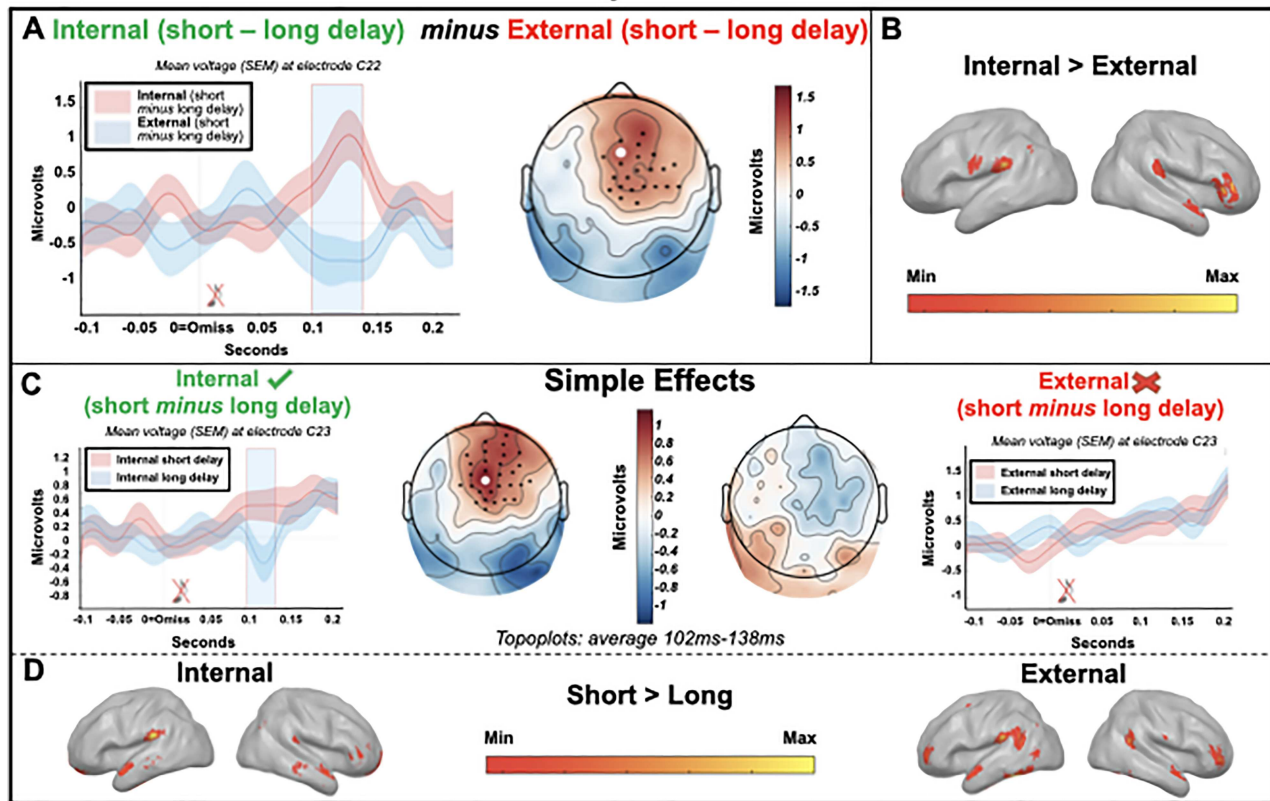 A Internal (short – long delay) minus External (short – long delay)
Mean voltage (SEM) at electrode C22
Internal (short
minus long delay)
External (short
minus long delay)
Microvolts
1.5
1
0.5
0
-0.5
-1
-0.1 -0.05 0=Omiss 0.05 0.1 0.15 0.2
Seconds
Microvolts
1.5
1
0.5
0
-0.5
-1
-1.5
B
Internal > External
Min Max
C
Internal
(short minus long delay)
Mean voltage (SEM) at electrode C23
Internal short delay
Internal long delay
Microvolts
1.2
1
0.8
0.6
0.4
0.2
0
-0.2
-0.4
-0.6
-0.8
-0.1 -0.05 0=Omiss 0.05 0.1 0.15 0.2
Seconds
Simple Effects
Microvolts
1
0.8
0.6
0.4
0.2
0
-0.2
-0.4
-0.6
-0.8
-1
Topoplots: average 102ms-138ms
External
(short minus long delay)
Mean voltage (SEM) at electrode C23
External short delay
External long delay
Microvolts
1.5
1
0.5
0
-0.5
-1
-0.1 -0.05 0=Omiss 0.05 0.1 0.15 0.2
Seconds
D
Internal
Short > Long
Min Max
External